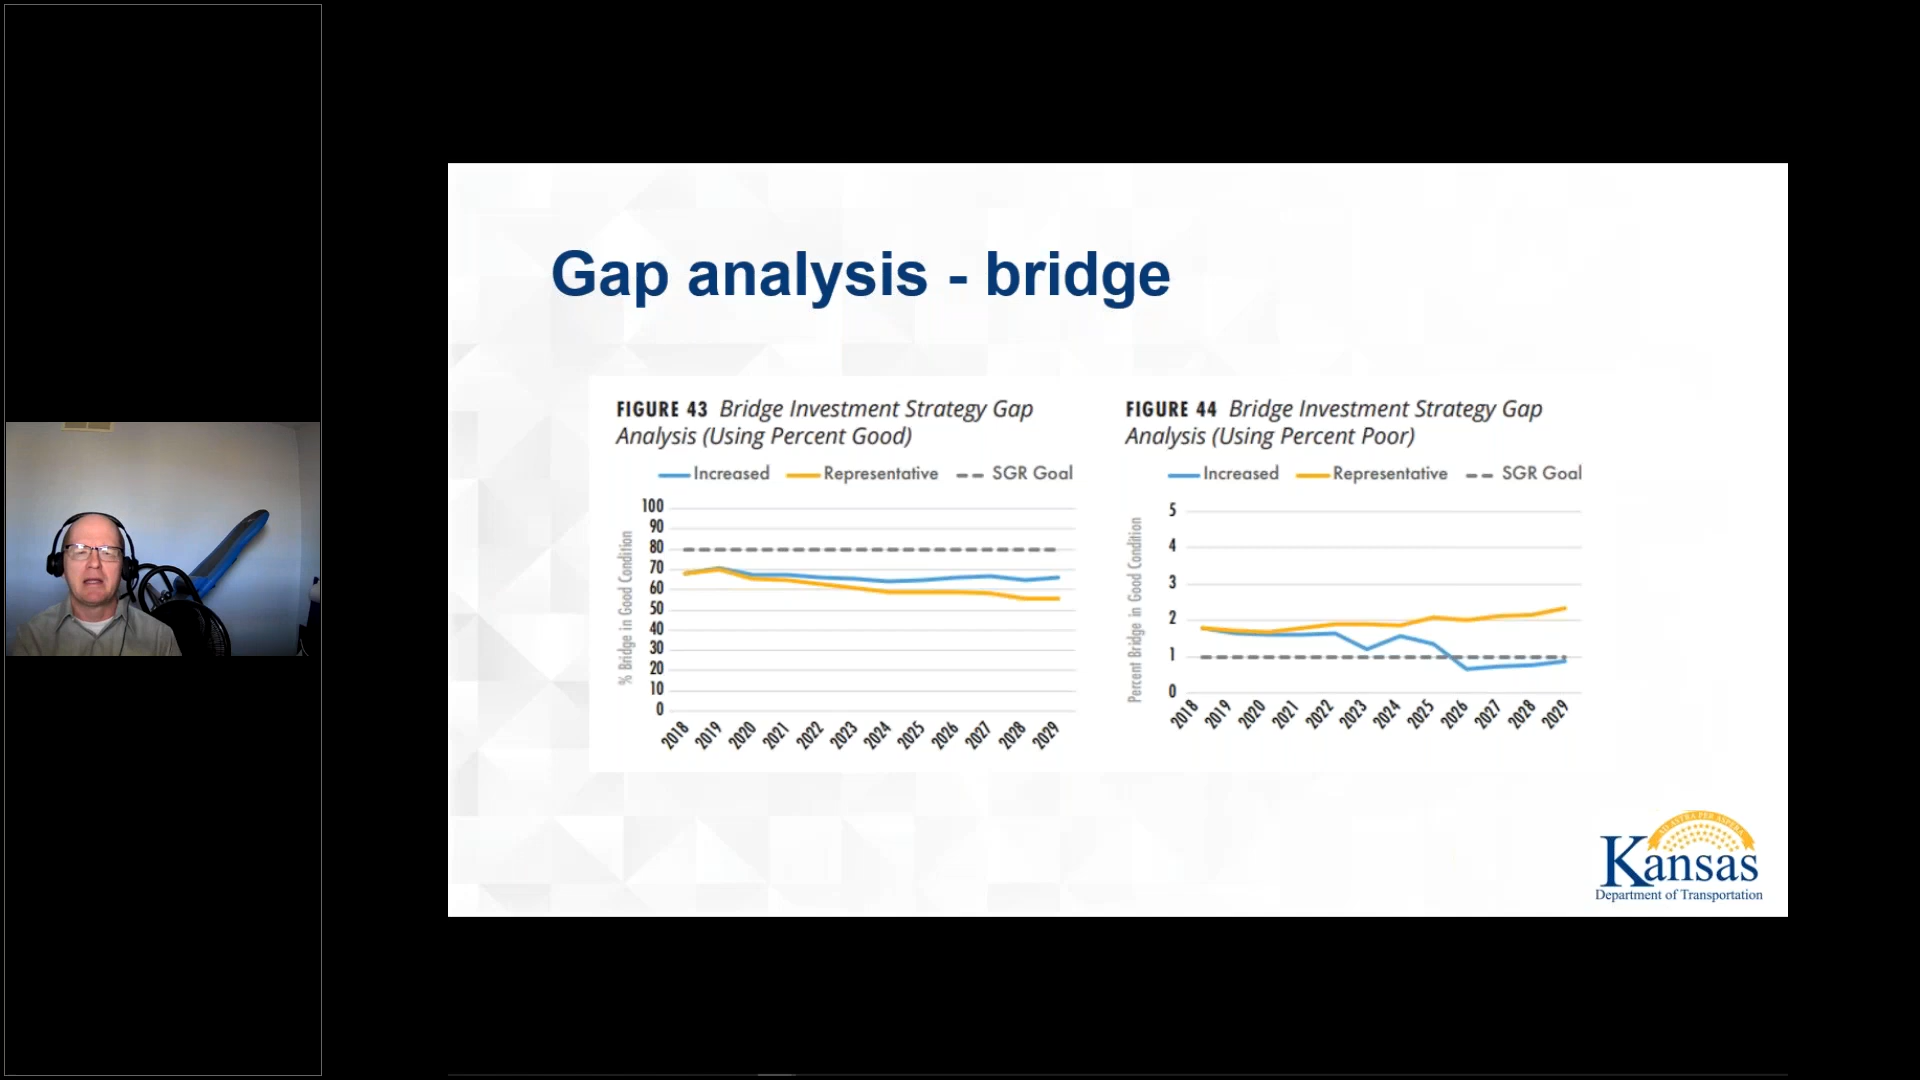 Gap analysis - bridge
FIGURE 43 Bridge Investment Strategy Gap
Analysis (Using Percent Good)
Increased Representative SGR Goal
% Bridge in Good Condition
100
90
80
70
60
50
40
30
20
10
0
2018 2019 2020 2021 2022 2023 2024 2025 2026 2027 2028 2029
FIGURE 44 Bridge Investment Strategy Gap
Analysis (Using Percent Poor)
Increased Representative SGR Goal
Percent Bridge in Good Condition
5
4
3
2
1
0
2018 2019 2020 2021 2022 2023 2024 2025 2026 2027 2028 2029
AD ASTRA PER ASPERA
Kansas
Department of Transportation